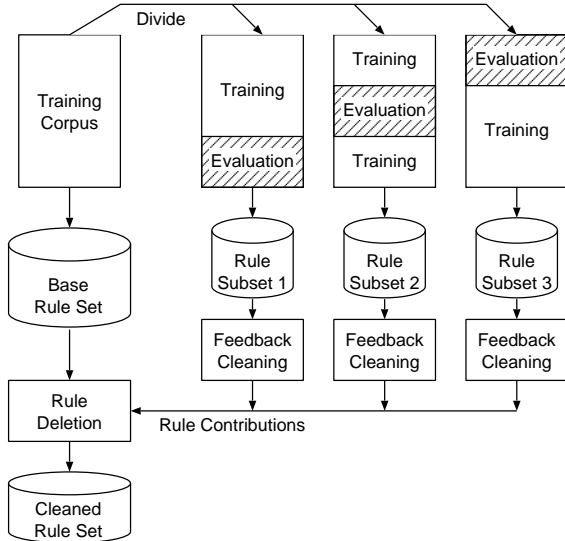 Divide
Training
Corpus
Training
Evaluation
Training
Evaluation
Training
Evaluation
Training
Base
Rule Set
Rule
Subset 1
Rule
Subset 2
Rule
Subset 3
Feedback
Cleaning
Feedback
Cleaning
Feedback
Cleaning
Rule
Deletion
Rule Contributions
Cleaned
Rule Set